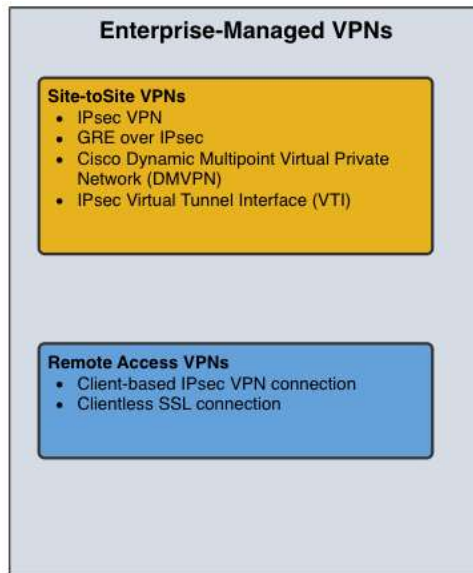 Enterprise-Managed VPNs
Site-toSite VPNs
• IPsec VPN
• GRE over IPsec
• Cisco Dynamic Multipoint Virtual Private
Network (DMVPN)
• IPsec Virtual Tunnel Interface (VTI)
Remote Access VPNs
• Client-based IPsec VPN connection
• Clientless SSL connection